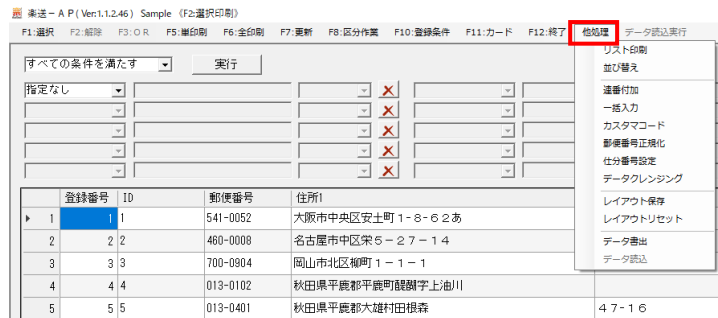 楽送－AP(Ver:1.1.2.46) Sample 《F2:選択印刷》
F1:選択 F2:解除 F3:OR F5:単印刷 F6:全印刷 F7:更新 F8:区分作業 F10:登録条件 F11:カード F12:終了 他処理 データ読込実行
すべての条件を満たす 実行
指定なし
リスト印刷
並び替え
連番付加
一括入力
カスタマコード
郵便番号正規化
仕分番号設定
データクレンジング
レイアウト保存
レイアウトリセット
データ書出
データ読込
登録番号 ID 郵便番号 住所1
1 1 1 541-0052 大阪市中央区安土町１-８-６２あ
2 2 2 460-0008 名古屋市中区栄５－２７－１４
3 3 3 700-0904 岡山市北区柳町１－１－１
4 4 4 013-0102 秋田県平鹿郡平鹿町醍醐字上油川
5 5 5 013-0401 秋田県平鹿郡大雄村田根森 ４７-１６